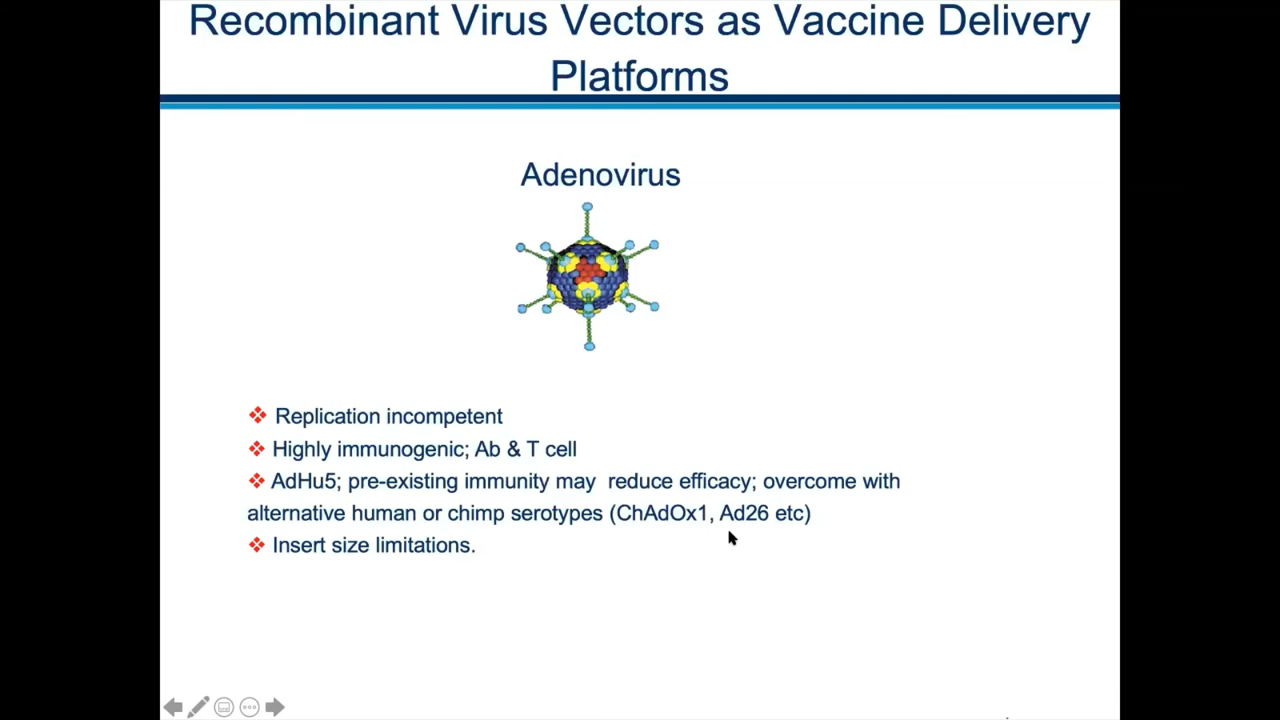 Recombinant Virus Vectors as Vaccine Delivery
Platforms
Adenovirus
Replication incompetent
Highly immunogenic; Ab & T cell
AdHu5; pre-existing immunity may  reduce efficacy; overcome with
alternative human or chimp serotypes (ChAdOx1, Ad26 etc)
Insert size limitations.